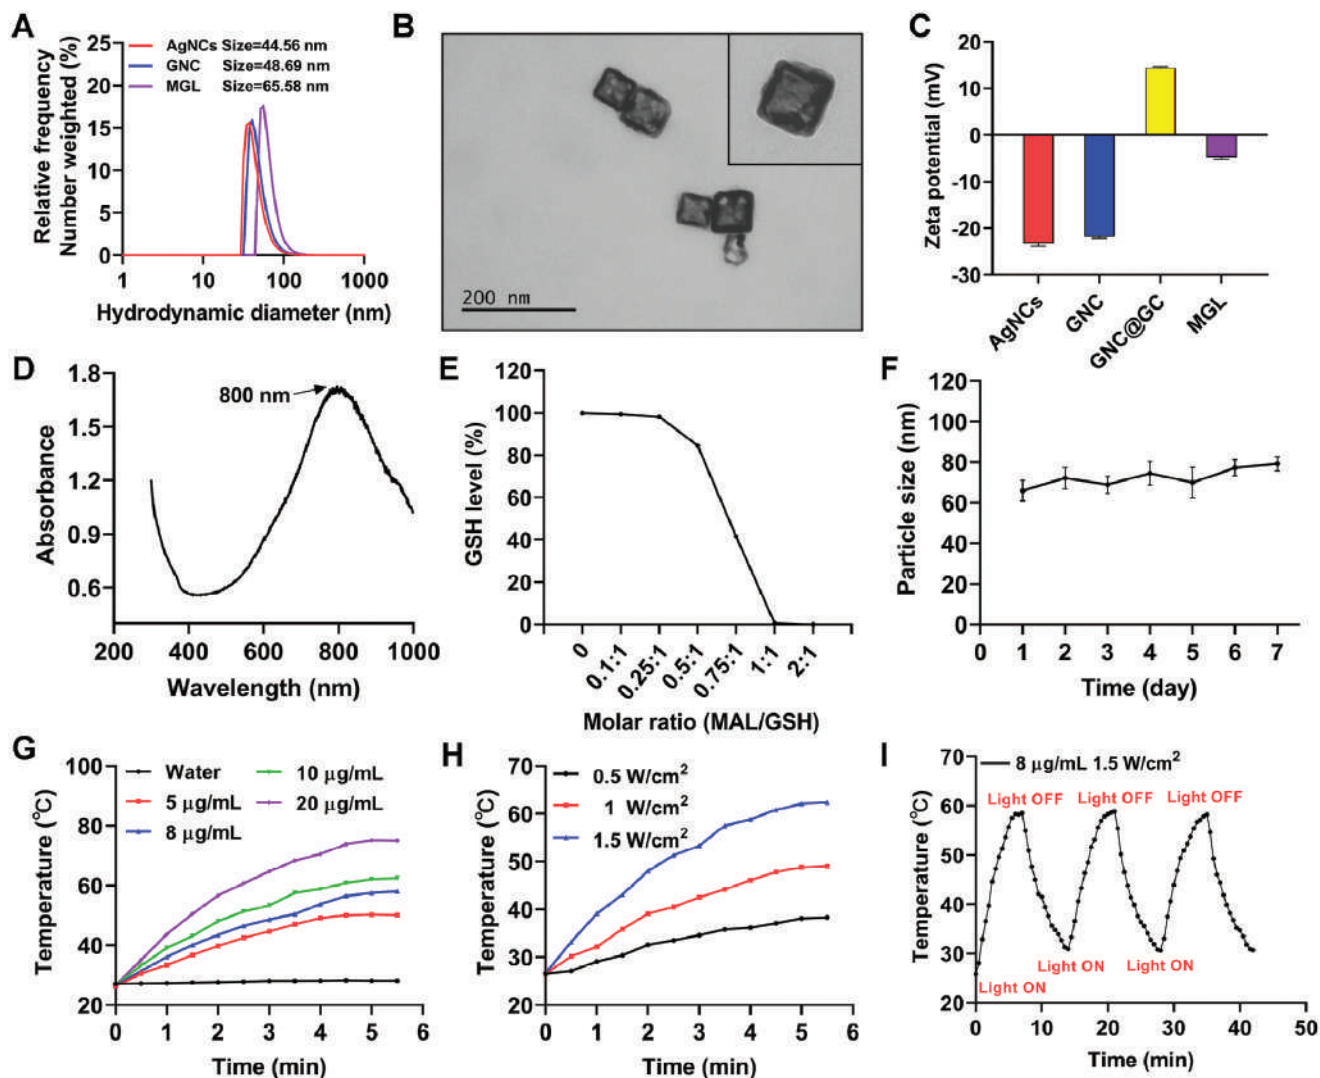 A
Relative frequency
Number weighted (%)
25
20
15
10
5
0
AgNCs Size=44.56 nm
GNC Size=48.69 nm
MGL Size=65.58 nm
1 10 100 1000
Hydrodynamic diameter (nm)
B
200 nm
C
Zeta potential (mV)
20
10
0
-10
-20
-30
AgNCs
GNC
GNC@GC
MGL
D
Absorbance
1.8
1.5
1.2
0.9
0.6
800 nm
200 400 600 800 1000
Wavelength (nm)
E
GSH level (%)
120
100
80
60
40
20
0
0
0.1:1
0.25:1
0.5:1
0.75:1
1:1
2:1
Molar ratio (MAL/GSH)
F
Particle size (nm)
120
100
80
60
40
20
0
0 1 2 3 4 5 6 7
Time (day)
G
Temperature (℃)
100
80
60
40
20
Water
5 μg/mL
8 μg/mL
10 μg/mL
20 μg/mL
0 1 2 3 4 5 6
Time (min)
H
Temperature (℃)
70
60
50
40
30
20
0.5 W/cm²
1 W/cm²
1.5 W/cm²
0 1 2 3 4 5 6
Time (min)
I
Temperature (℃)
70
60
50
40
30
20
8 μg/mL 1.5 W/cm²
Light OFF Light OFF Light OFF
Light ON Light ON
Light ON
0 10 20 30 40 50
Time (min)